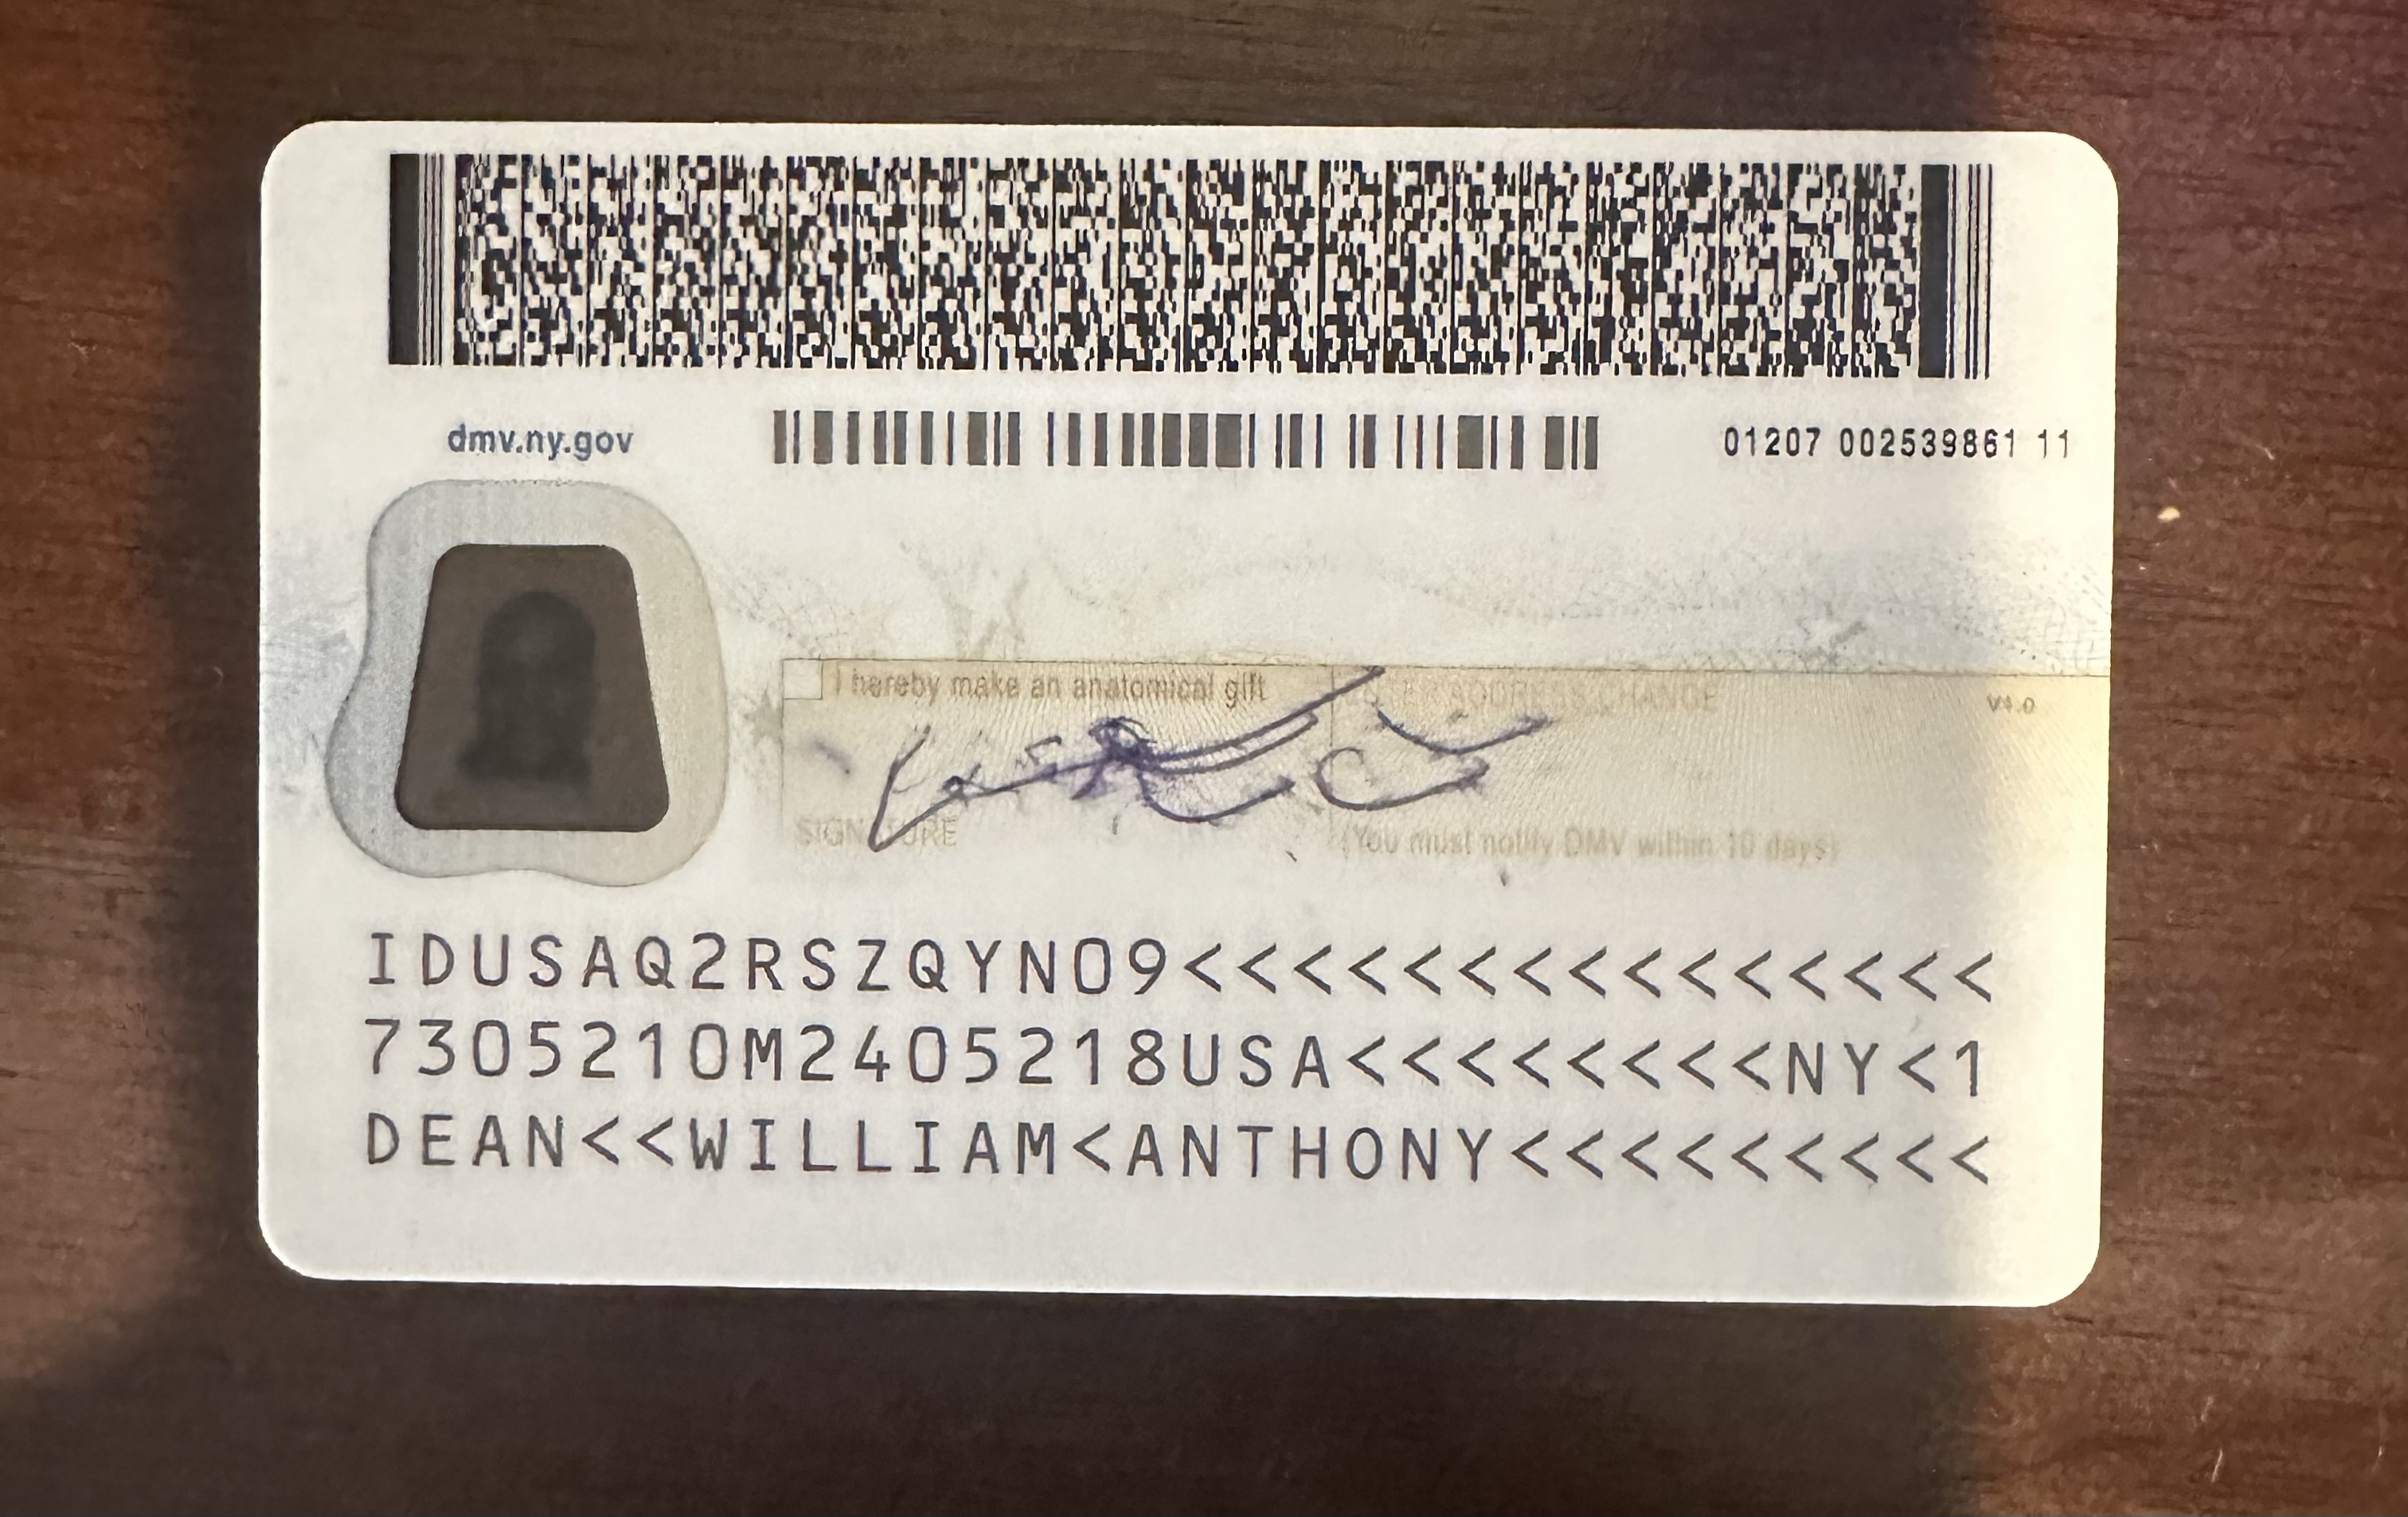 dmv.ny.gov
01207 002539861 11
I hereby make an anatomical gift
ADDRESS CHANGE
V4.0
SIGNATURE
(You must notify DMV within 10 days)
IDUSAQ2RSZQYN09<<<<<<<<<<<<<<<
7305210M2405218USA<<<<<<<<NY<1
DEAN<<WILLIAM<ANTHONY<<<<<<<<<